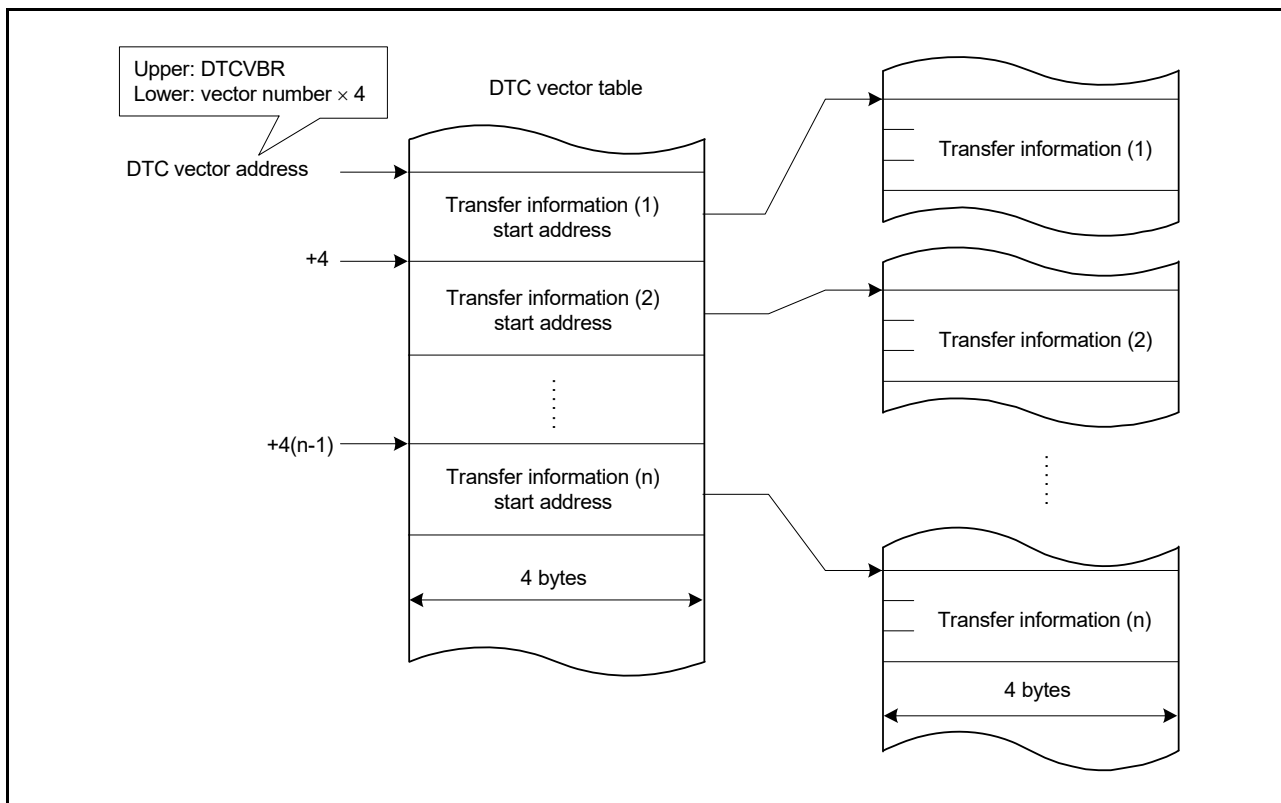 Upper: DTCVBR
Lower: vector number × 4
DTC vector table
DTC vector address
Transfer information (1)
start address
+4
Transfer information (2)
start address
+4(n-1)
Transfer information (n)
start address
4 bytes
Transfer information (1)
Transfer information (2)
Transfer information (n)
4 bytes